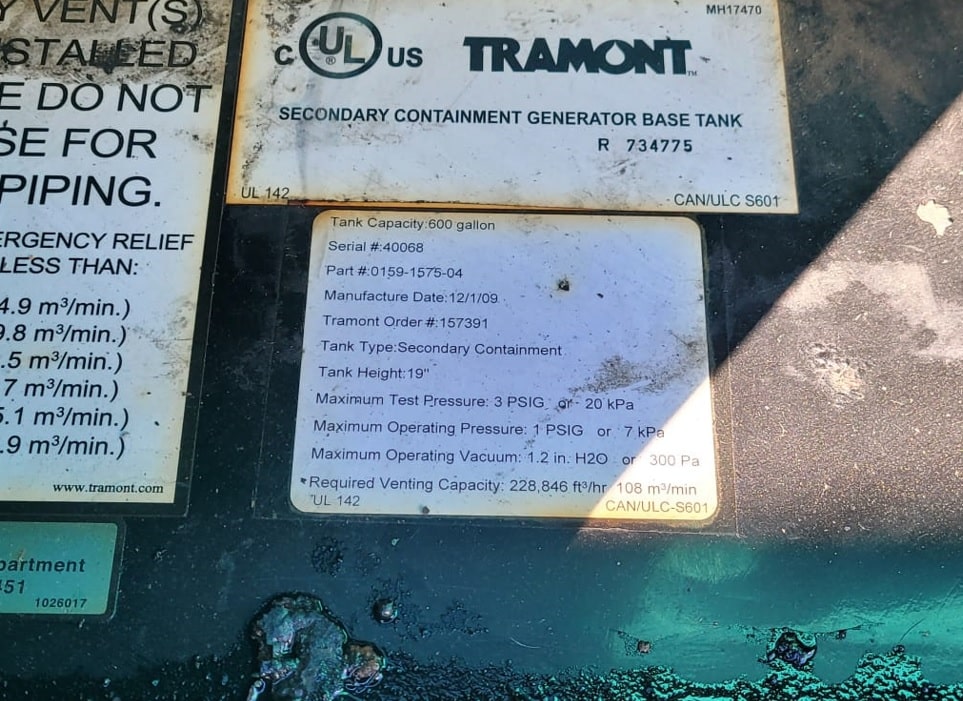 Y VENT(S)
STALLED
E DO NOT
SE FOR
PIPING.
ERGENCY RELIEF
LESS THAN:
4.9 m³/min.)
9.8 m³/min.)
.5 m³/min.)
7 m³/min.)
5.1 m³/min.)
.9 m³/min.)
www.tramont.com
partment
451
1026017
MH17470
C UL ® US TRAMONT™
SECONDARY CONTAINMENT GENERATOR BASE TANK
R 734775
UL 142 CAN/ULC S601
Tank Capacity:600 gallon
Serial #:40068
Part #:0159-1575-04
Manufacture Date:12/1/09
Tramont Order #:157391
Tank Type:Secondary Containment
Tank Height:19"
Maximum Test Pressure: 3 PSIG or 20 kPa
Maximum Operating Pressure: 1 PSIG or 7 kPa
Maximum Operating Vacuum: 1.2 in. H2O or 300 Pa
*Required Venting Capacity: 228,846 ft³/hr 108 m³/min
UL 142 CAN/ULC-S601